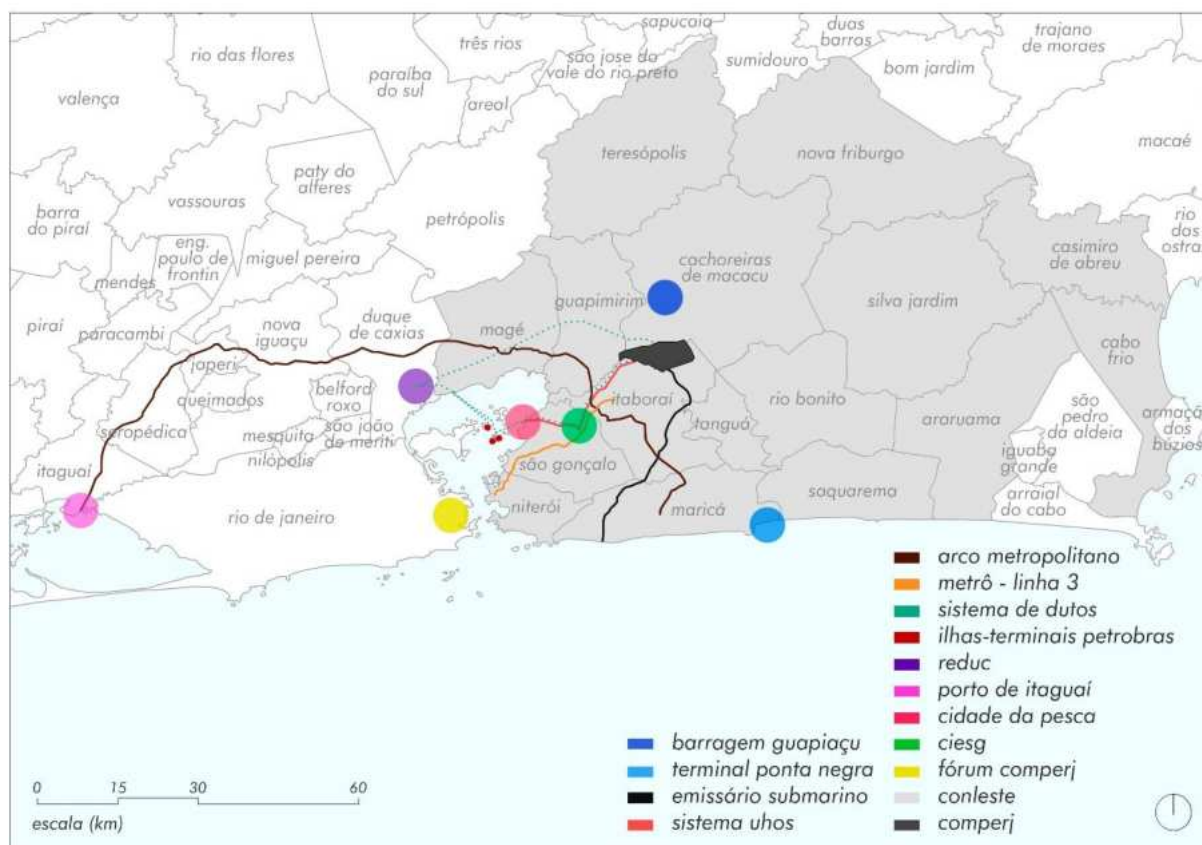 sapucaia
duas
barras
trajano
de moraes
rio das flores
três rios
são jose do
vale do rio preto
sumidouro
bom jardim
paraíba
do sul
valença
areal
macaé
teresópolis
nova friburgo
paty do
alferes
vassouras
petrópolis
barra
do piraí
rio
das
ostras
eng.
paulo de
frontin
miguel pereira
casimiro
de abreu
mendes
cachoreiras
de macacu
guapimirim
silva jardim
piraí
paracambi
nova
iguaçu
duque
de caxias
magé
cabo
frio
japeri
queimados
belford
roxo
itaboraí
rio bonito
são
pedro
da aldeia
seropédica
mesquita
são joão
de meriti
tanguá
araruama
armação
dos
búzios
nilópolis
itaguaí
são gonçalo
iguaba
grande
rio de janeiro
niterói
maricá
saquarema
arraial
do cabo
arco metropolitano
metrô - linha 3
sistema de dutos
ilhas-terminais petrobras
reduc
porto de itaguaí
cidade da pesca
ciesg
fórum comperj
conleste
comperj
barragem guapiaçu
terminal ponta negra
emissário submarino
sistema uhos
0 15 30 60
escala (km)